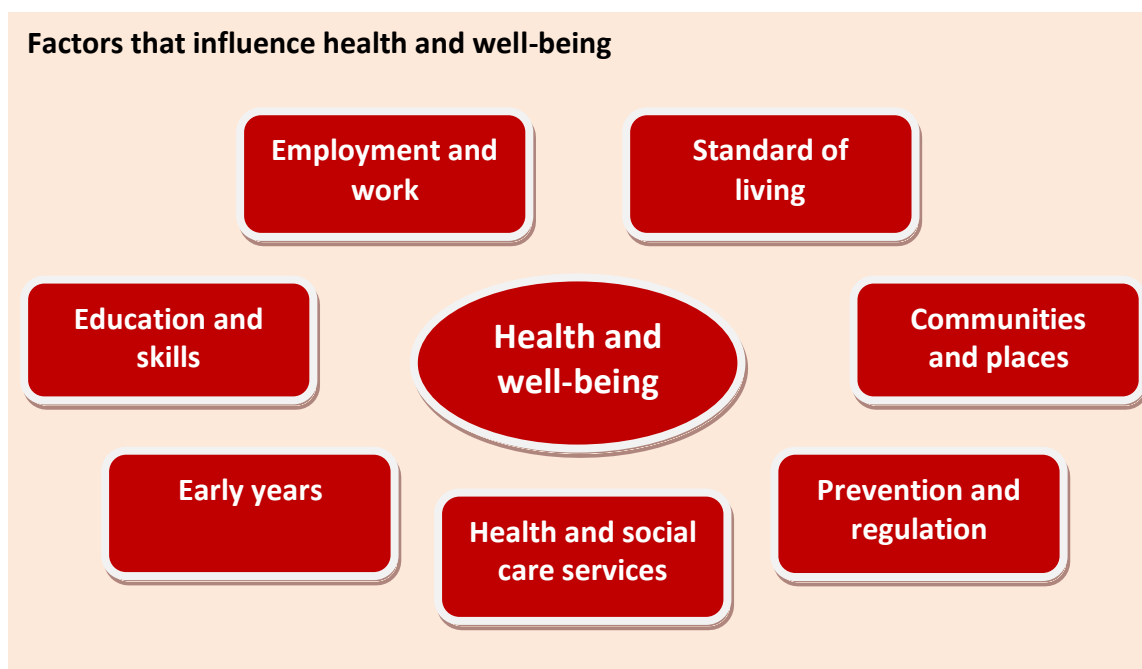 Factors that influence health and well-being
Employment and
work
Standard of
living
Education and
skills
Health and
well-being
Communities
and places
Early years
Health and social
care services
Prevention and
regulation